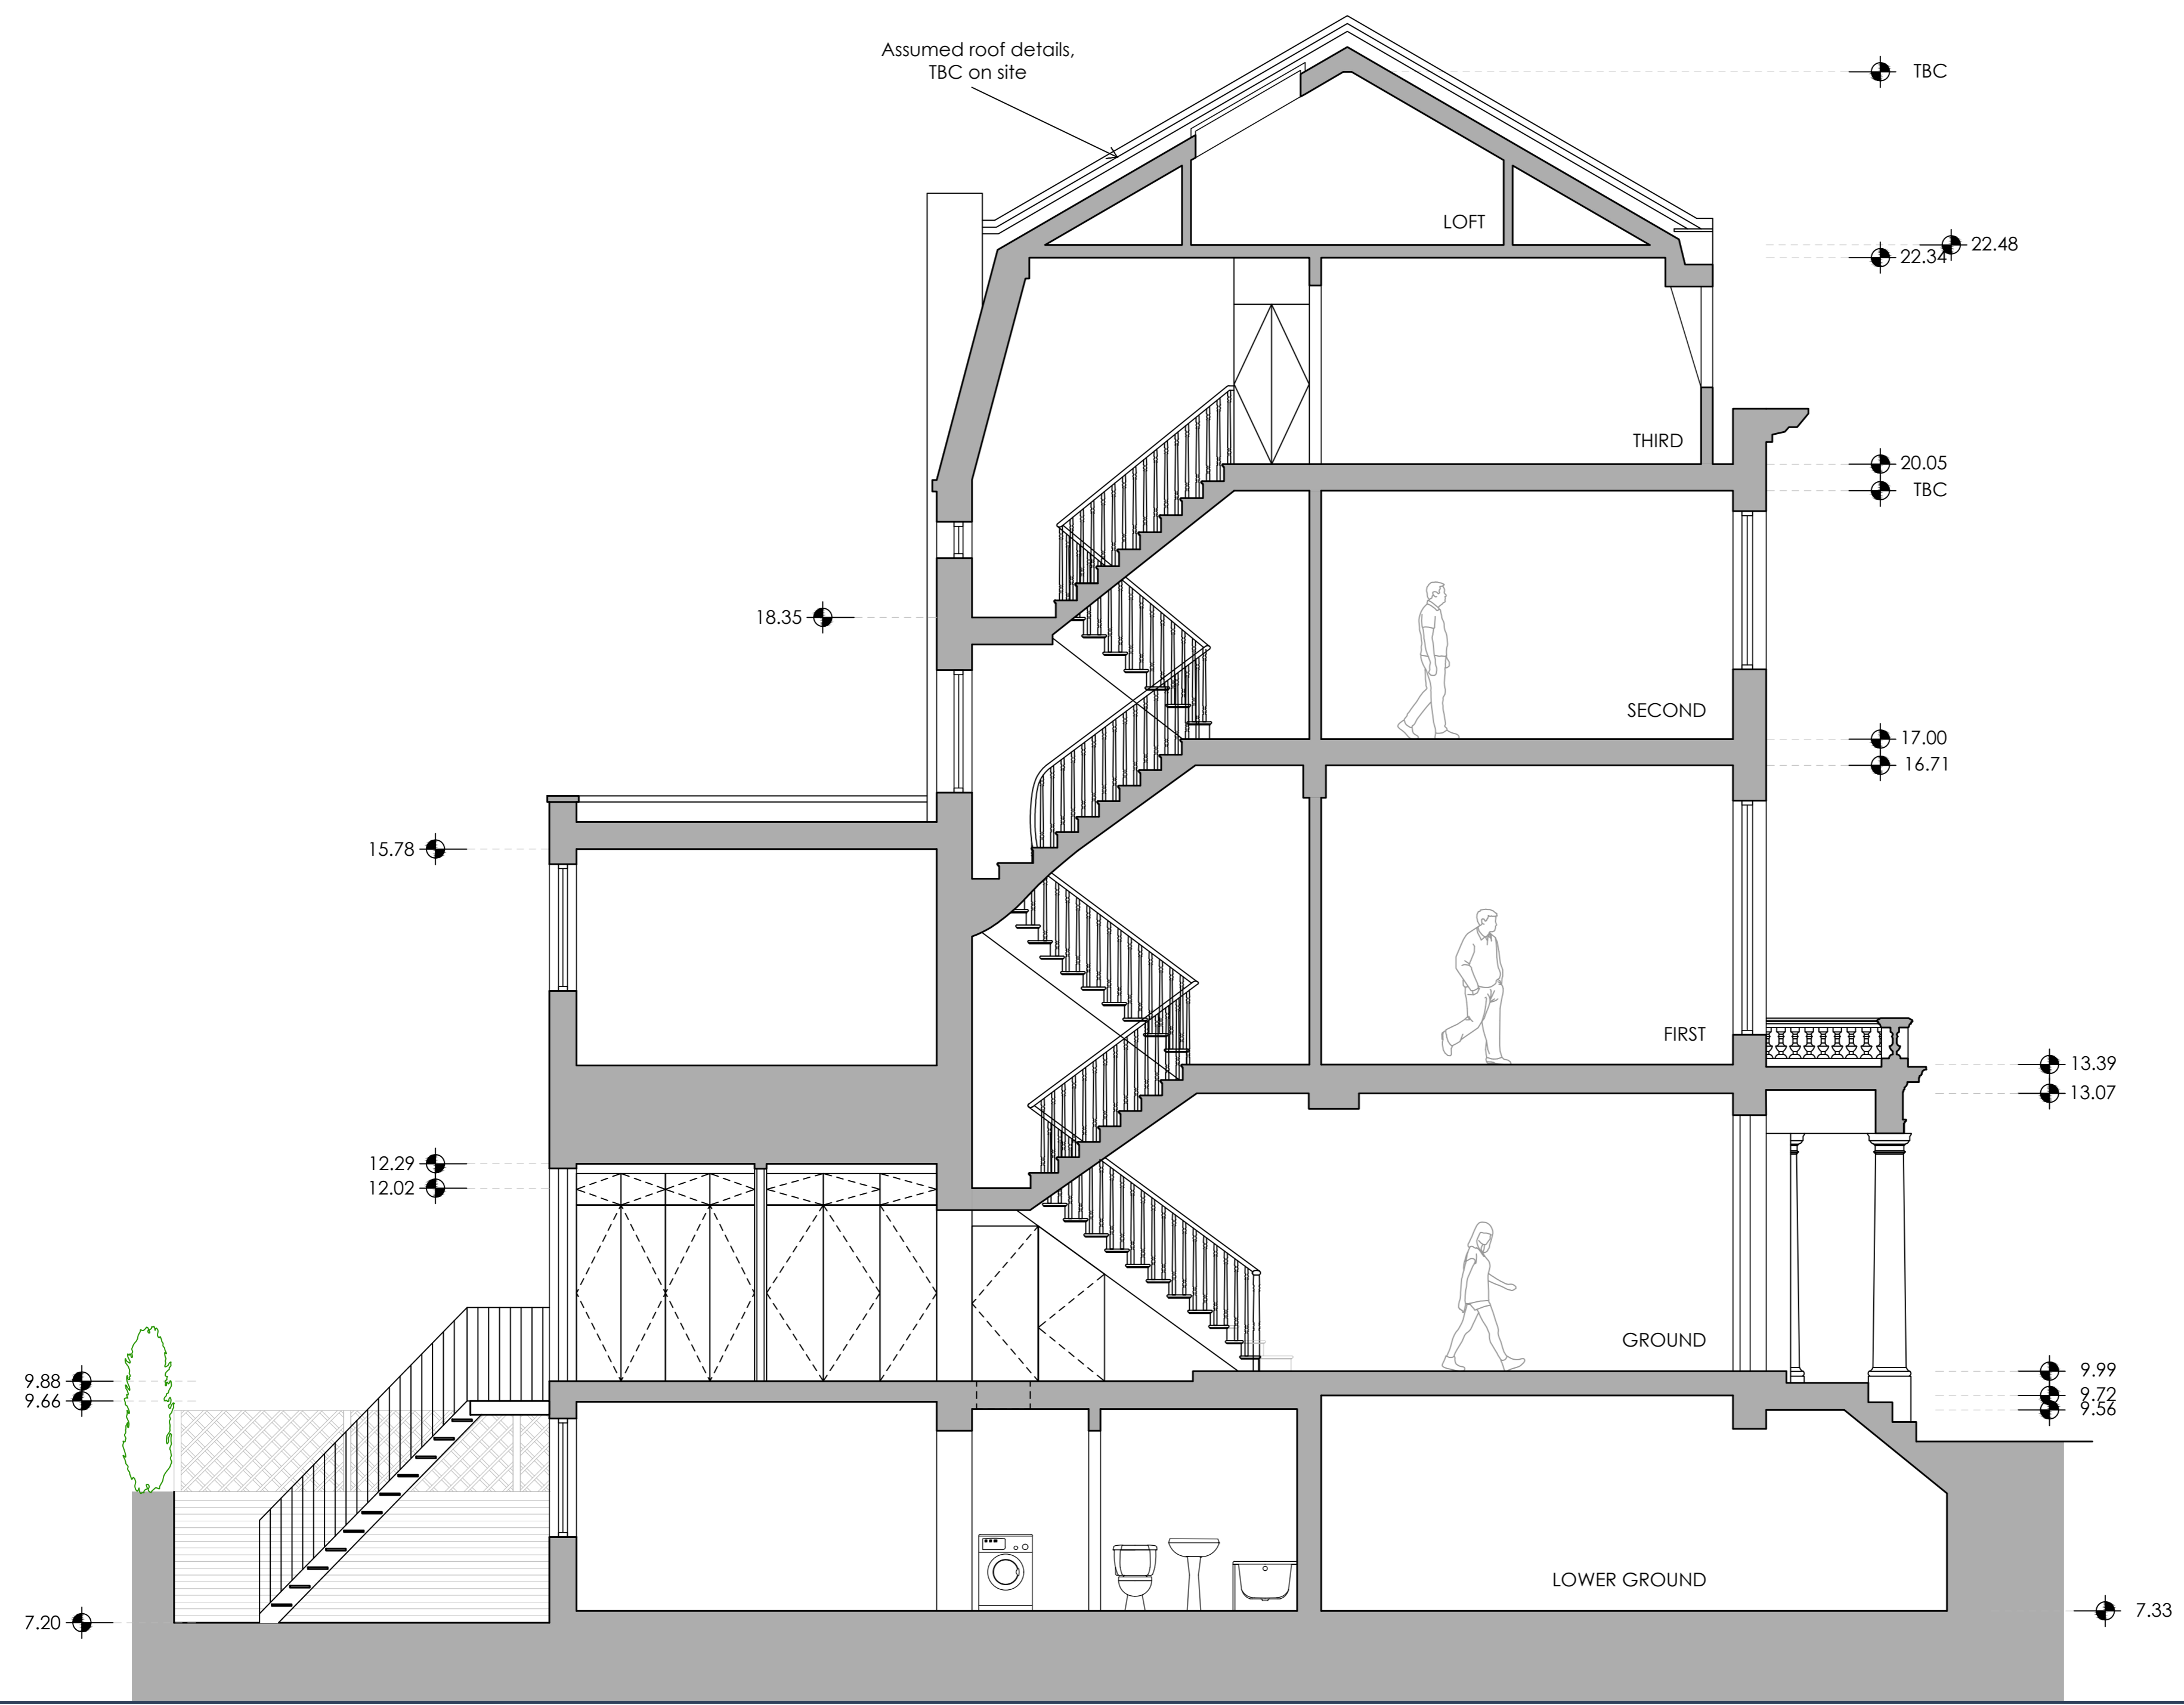 Assumed roof details,
TBC on site
TBC
LOFT
22.48
22.34
THIRD
20.05
TBC
18.35
SECOND
17.00
16.71
15.78
FIRST
13.39
13.07
12.29
12.02
GROUND
9.99
9.88
9.72
9.66
9.56
LOWER GROUND
7.33
7.20